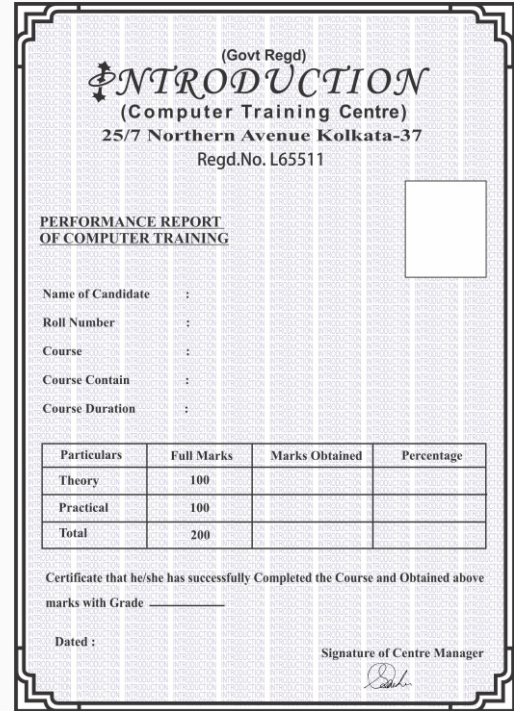 (Govt Regd)
INTRODUCTION
(Computer Training Centre)
25/7 Northern Avenue Kolkata-37
Regd.No. L65511
PERFORMANCE REPORT
OF COMPUTER TRAINING
Name of Candidate :
Roll Number :
Course :
Course Contain :
Course Duration :
Particulars Full Marks Marks Obtained Percentage
Theory 100
Practical 100
Total 200
Certificate that he/she has successfully Completed the Course and Obtained above
marks with Grade
Dated :
Signature of Centre Manager